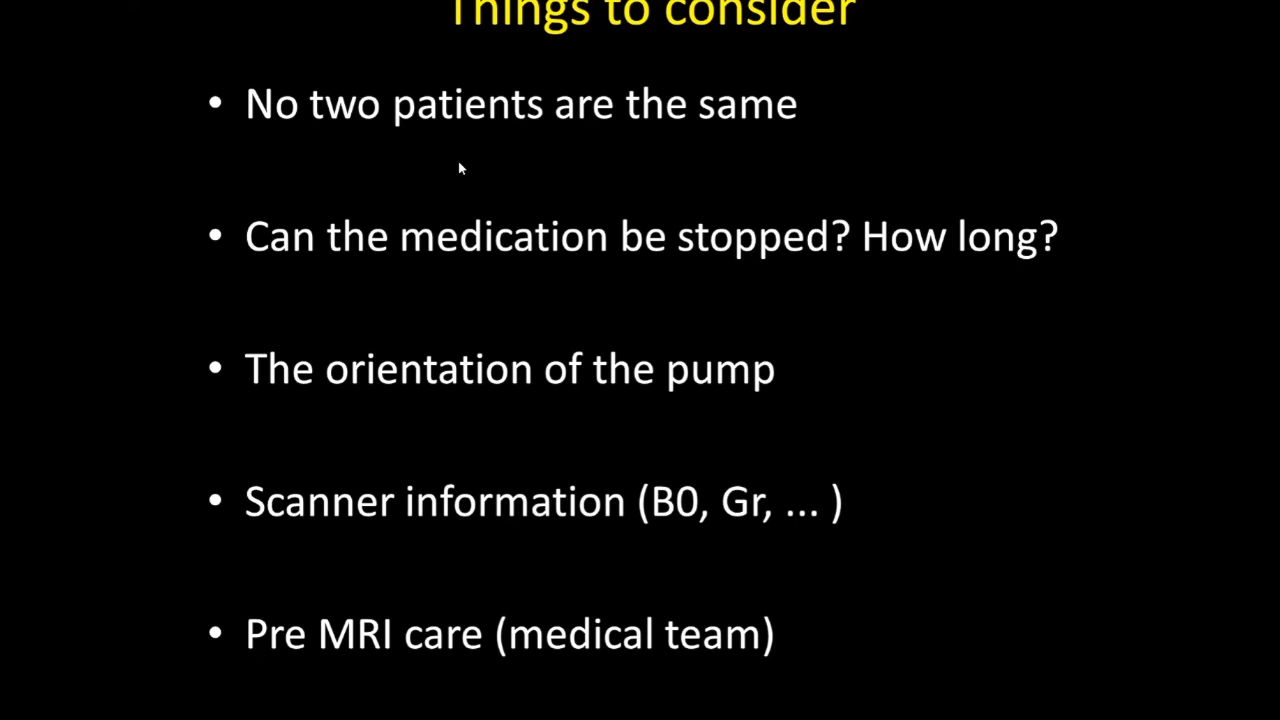 Things to consider
• No two patients are the same
• Can the medication be stopped? How long?
• The orientation of the pump
• Scanner information (B0, Gr, ... )
• Pre MRI care (medical team)